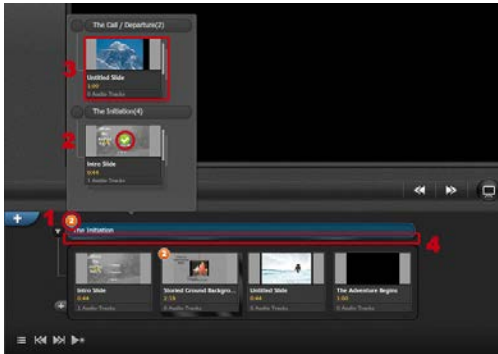 The Call / Departure(2)
3
Untitled Slide
1:00
0 Audio Tracks
The Initiation(4)
2
Intro Slide
0:44
1 Audio Tracks
1
2
The Initiation
4
2
Intro Slide
0:44
1 Audio Tracks
Storied Ground Backgro...
2:59
0 Audio Tracks
Untitled Slide
0:44
0 Audio Tracks
The Adventure Begins
1:00
0 Audio Tracks